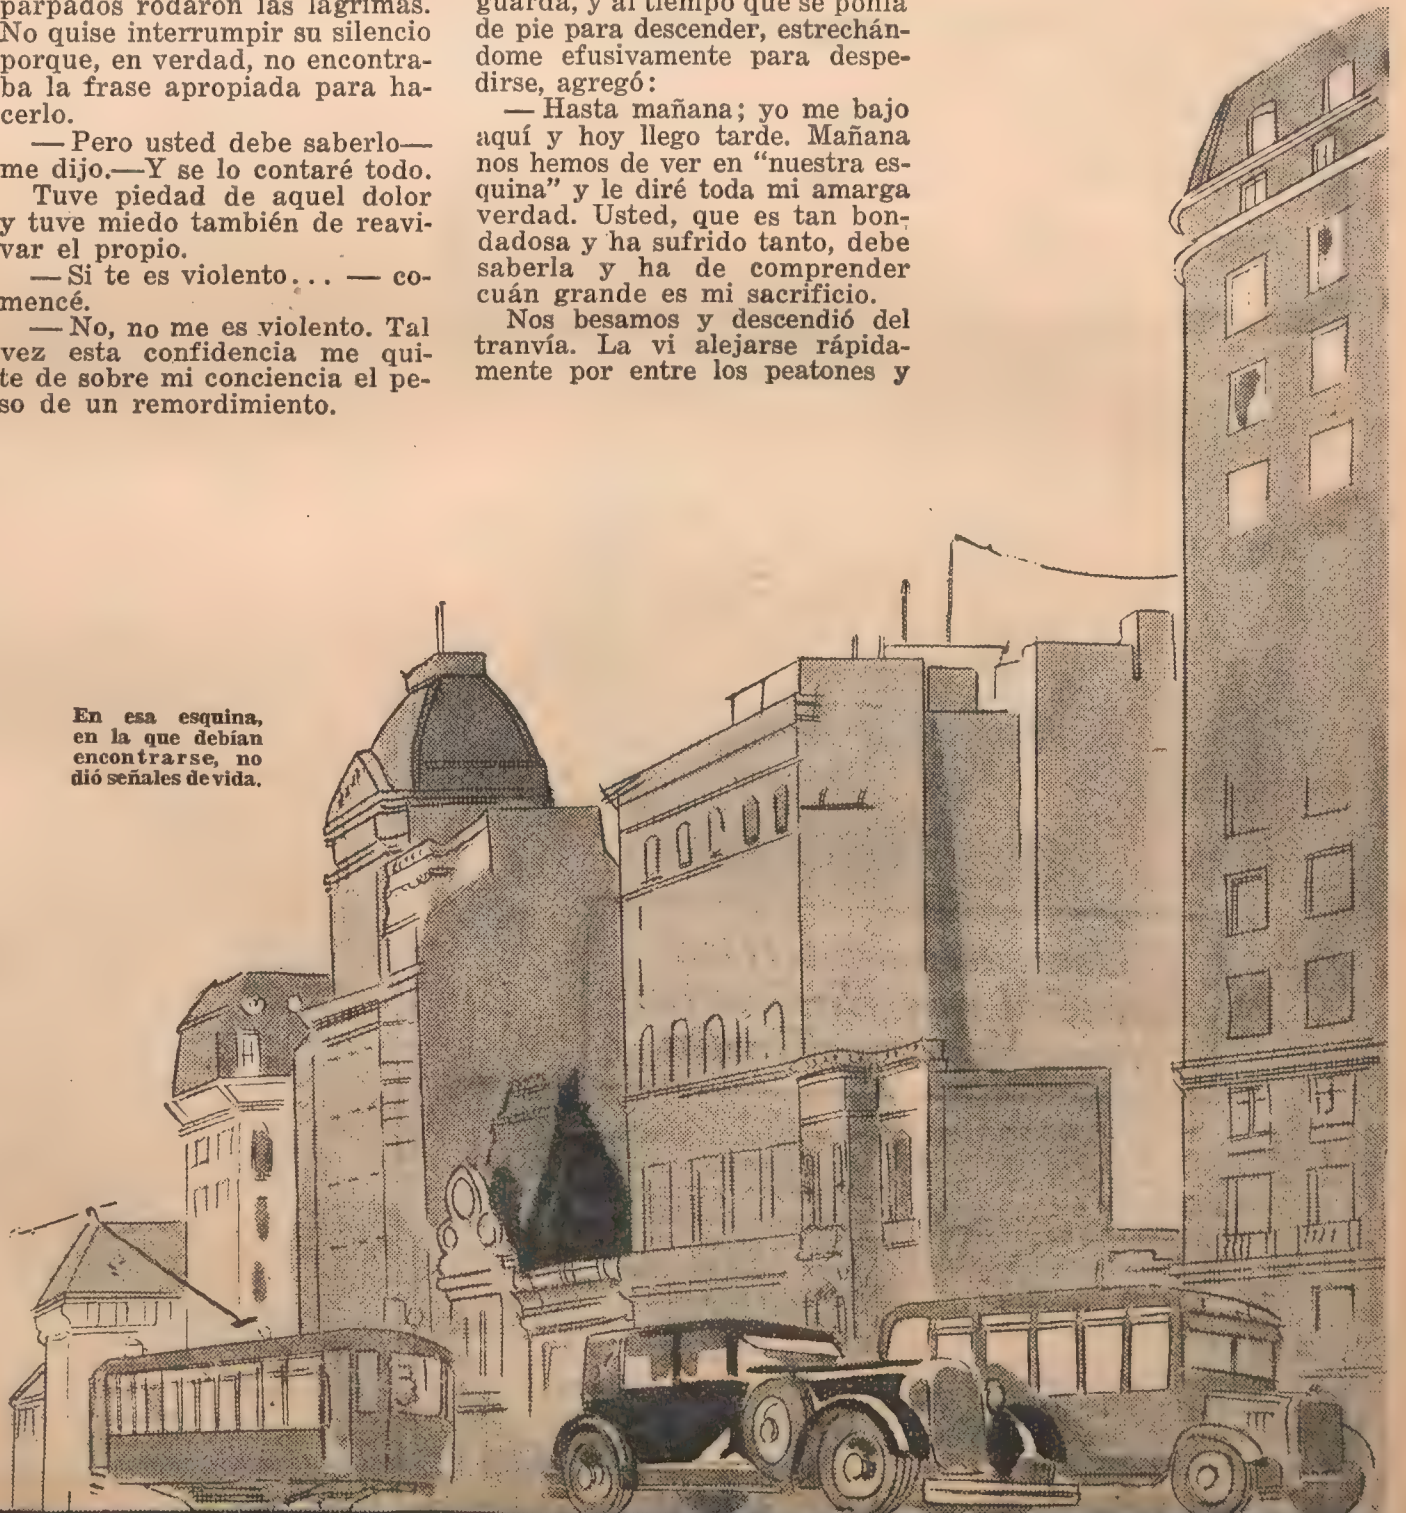 párpados rodaron las lágrimas.
No quise interrumpir su silencio
porque, en verdad, no encontra-
ba la frase apropiada para ha-
cerlo.
— Pero usted debe saberlo—
me dijo.—Y se lo contaré todo.
Tuve piedad de aquel dolor
y tuve miedo también de reavi-
var el propio.
— Si te es violento... — co-
mencé.
— No, no me es violento. Tal
vez esta confidencia me qui-
te de sobre mi conciencia el pe-
so de un remordimiento.
guarda, y al tiempo que se ponía
de pie para descender, estrechán-
dome efusivamente para despe-
dirse, agregó:
— Hasta mañana; yo me bajo
aquí y hoy llego tarde. Mañana
nos hemos de ver en “nuestra es-
quina” y le diré toda mi amarga
verdad. Usted, que es tan bon-
dadosa y ha sufrido tanto, debe
saberla y ha de comprender
cuán grande es mi sacrificio.
Nos besamos y descendió del
tranvía. La vi alejarse rápida-
mente por entre los peatones y
En esa esquina,
en la que debían
encontrarse, no
dió señales de vida.